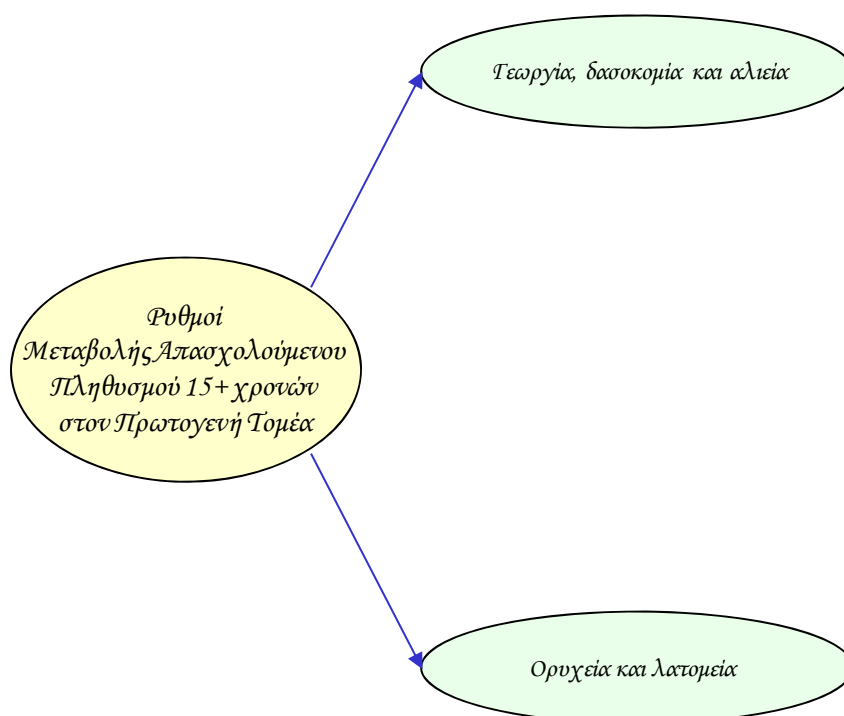 Γεωργία, δασοκομία και αλιεία
Ρυθμοί
Μεταβολής Απασχολούμενου
Πληθυσμού 15+ χρονών
στον Πρωτογενή Τομέα
Ορυχεία και λατομεία